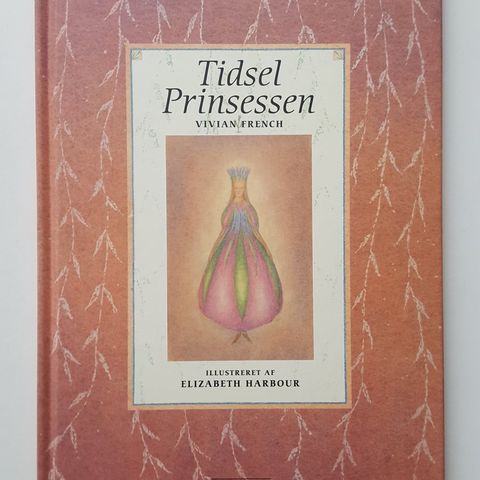 Tidsel
Prinsessen
VIVIAN FRENCH
ILLUSTRERET AF
ELIZABETH HARBOUR